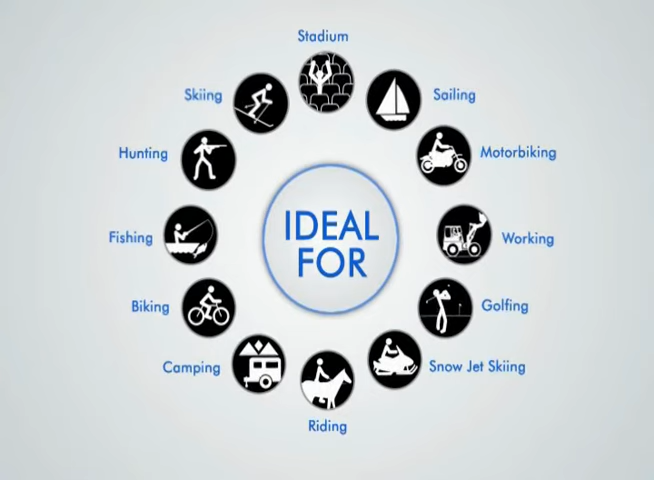 Stadium
Skiing
Sailing
Hunting
Motorbiking
IDEAL
FOR
Fishing
Working
Biking
Golfing
Camping
Snow Jet Skiing
Riding